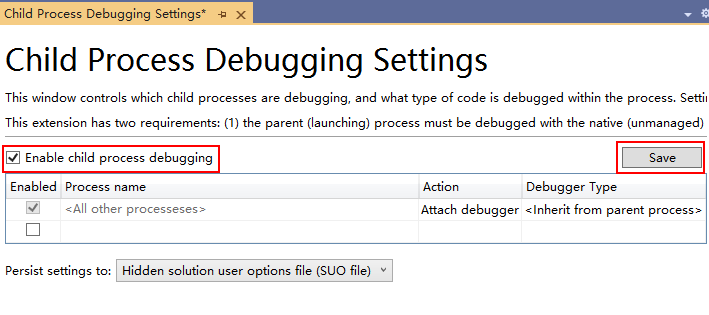 Child Process Debugging Settings*
Child Process Debugging Settings
This window controls which child processes are debugging, and what type of code is debugged within the process. Setti
This extension has two requirements: (1) the parent (launching) process must be debugged with the native (unmanaged)
Enable child process debugging
Save
Enabled Process name Action Debugger Type
<All other processeses> Attach debugger <Inherit from parent process>
Persist settings to: Hidden solution user options file (SUO file)